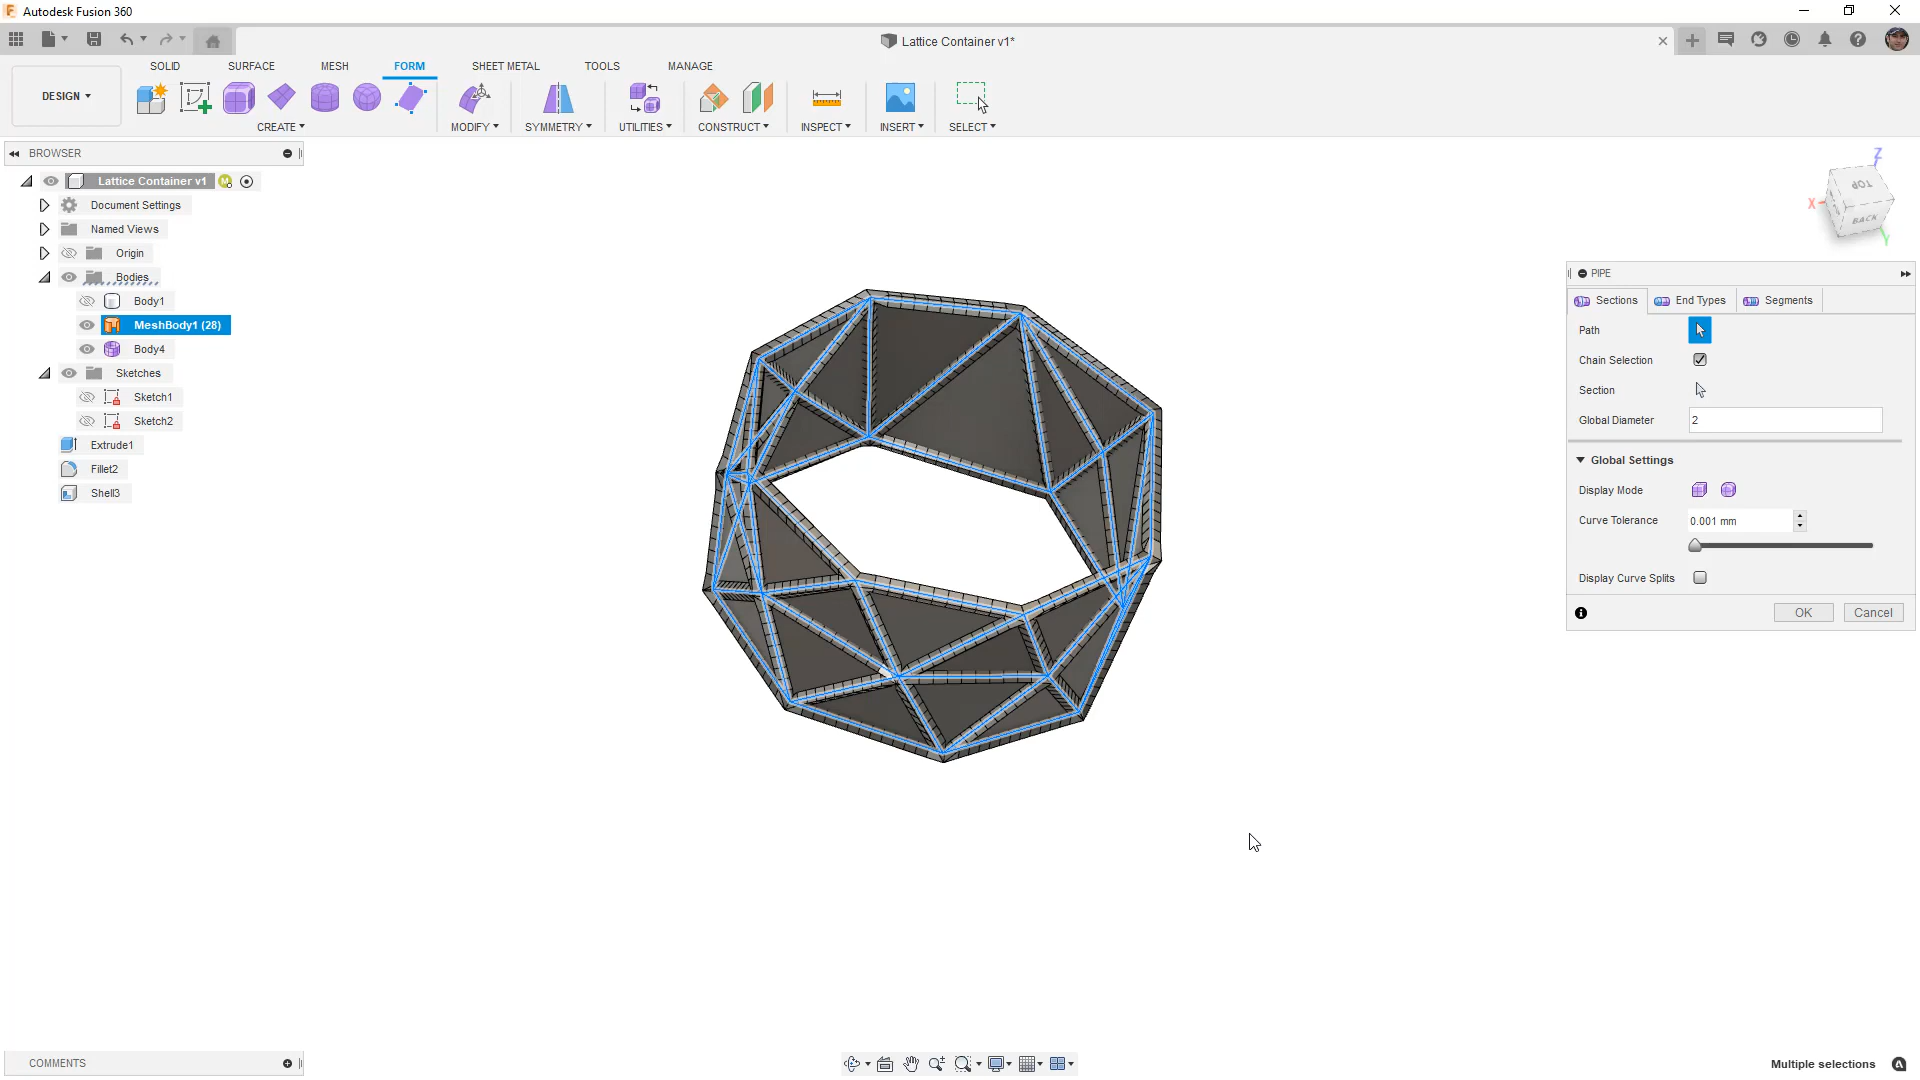 Autodesk Fusion 360
Lattice Container v1*
DESIGN
SOLID
SURFACE
MESH
FORM
SHEET METAL
TOOLS
MANAGE
CREATE
MODIFY
SYMMETRY
UTILITIES
CONSTRUCT
INSPECT
INSERT
SELECT
BROWSER
Lattice Container v1
M
Document Settings
Named Views
Origin
Bodies
Body1
MeshBody1 (28)
Body4
Sketches
Sketch1
Sketch2
Extrude1
Fillet2
Shell3
Z
TOP
X
BACK
Y
PIPE
Sections
End Types
Segments
Path
Chain Selection
Section
Global Diameter
2
Global Settings
Display Mode
Curve Tolerance
0.001 mm
Display Curve Splits
OK
Cancel
COMMENTS
Multiple selections